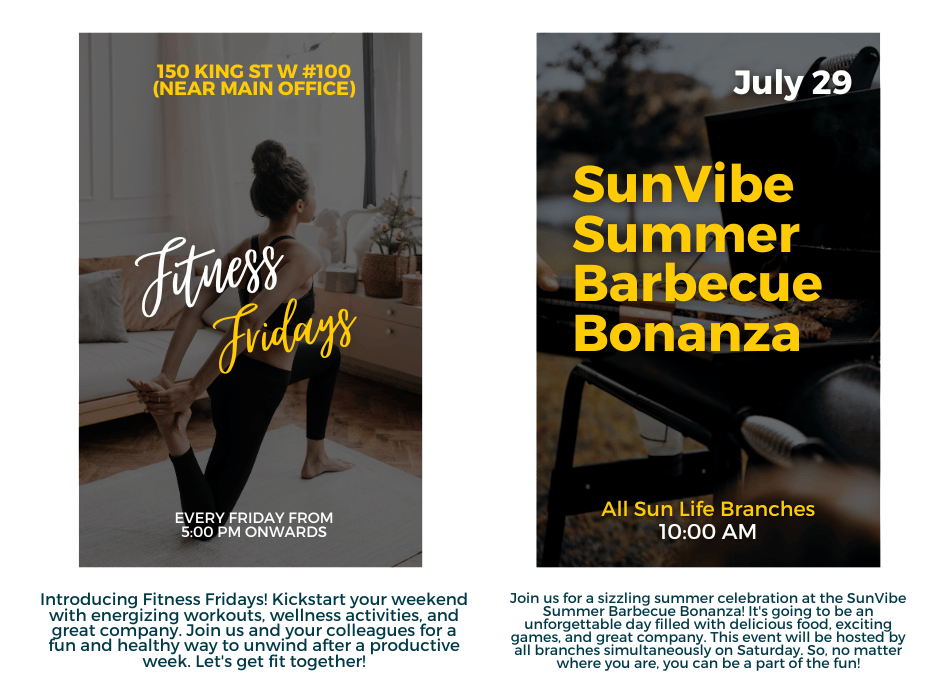 150 KING ST W #100
(NEAR MAIN OFFICE)
Fitness
Fridays
EVERY FRIDAY FROM
5:00 PM ONWARDS
Introducing Fitness Fridays! Kickstart your weekend
with energizing workouts, wellness activities, and
great company. Join us and your colleagues for a
fun and healthy way to unwind after a productive
week. Let's get fit together!
July 29
SunVibe
Summer
Barbecue
Bonanza
All Sun Life Branches
10:00 AM
Join us for a sizzling summer celebration at the SunVibe
Summer Barbecue Bonanza! It's going to be an
unforgettable day filled with delicious food, exciting
games, and great company. This event will be hosted by
all branches simultaneously on Saturday. So, no matter
where you are, you can be a part of the fun!